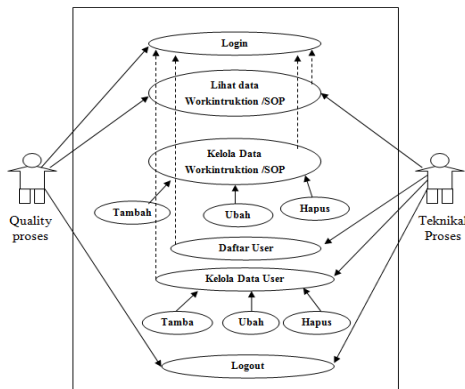 Login
Lihat data
Workintruktion /SOP
Kelola Data
Workintruktion /SOP
Tambah
Ubah
Hapus
Quality
proses
Teknikal
Proses
Daftar User
Kelola Data User
Tamba
Ubah
Hapus
Logout